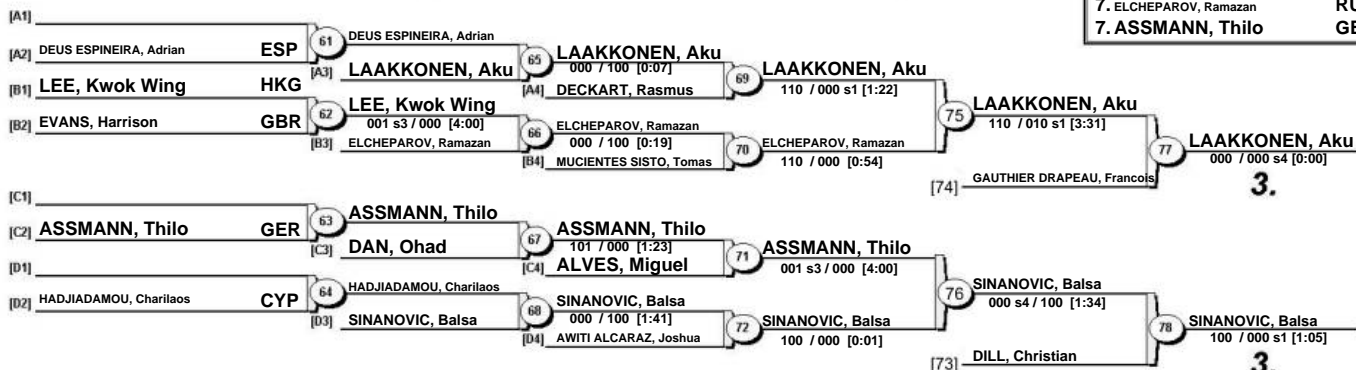 7. ELCHEPAROV, Ramazan RU
7. ASSMANN, Thilo GE
[A1]
[A2] DEUS ESPINEIRA, Adrian ESP
61 DEUS ESPINEIRA, Adrian
[A3] LAAKKONEN, Aku
65 LAAKKONEN, Aku
000 / 100 [0:07]
[A4] DECKART, Rasmus
69 LAAKKONEN, Aku
110 / 000 s1 [1:22]
[B1] LEE, Kwok Wing HKG
[B2] EVANS, Harrison GBR
62 LEE, Kwok Wing
001 s3 / 000 [4:00]
[B3] ELCHEPAROV, Ramazan
66 ELCHEPAROV, Ramazan
000 / 100 [0:19]
[B4] MUCIENTES SISTO, Tomas
70 ELCHEPAROV, Ramazan
110 / 000 [0:54]
75 LAAKKONEN, Aku
110 / 010 s1 [3:31]
[74] GAUTHIER DRAPEAU, Francois
77 LAAKKONEN, Aku
000 / 000 s4 [0:00]
3.
[C1]
[C2] ASSMANN, Thilo GER
63 ASSMANN, Thilo
[C3] DAN, Ohad
67 ASSMANN, Thilo
101 / 000 [1:23]
[C4] ALVES, Miguel
71 ASSMANN, Thilo
001 s3 / 000 [4:00]
[D1]
[D2] HADJIADAMOU, Charilaos CYP
64 HADJIADAMOU, Charilaos
[D3] SINANOVIC, Balsa
68 SINANOVIC, Balsa
000 / 100 [1:41]
[D4] AWITI ALCARAZ, Joshua
72 SINANOVIC, Balsa
100 / 000 [0:01]
76 SINANOVIC, Balsa
000 s4 / 100 [1:34]
[73] DILL, Christian
78 SINANOVIC, Balsa
100 / 000 s1 [1:05]
3.